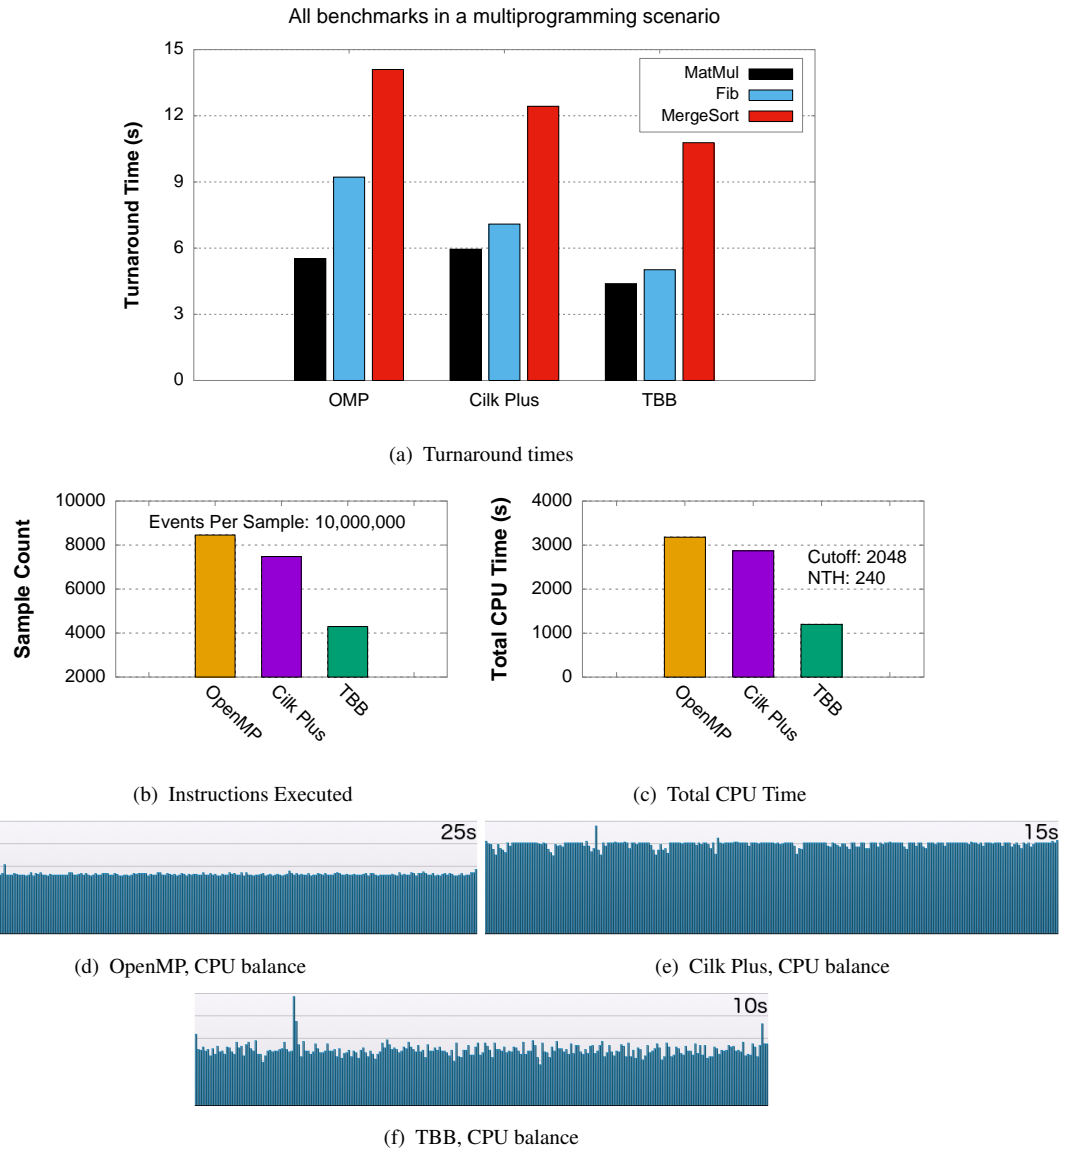 All benchmarks in a multiprogramming scenario
15
12
9
6
3
0
Turnaround Time (s)
MatMul
Fib
MergeSort
OMP Cilk Plus TBB
(a) Turnaround times
10000
8000
6000
4000
2000
Sample Count
Events Per Sample: 10,000,000
OpenMP
Cilk Plus
TBB
(b) Instructions Executed
4000
3000
2000
1000
0
Total CPU Time (s)
Cutoff: 2048
NTH: 240
OpenMP
Cilk Plus
TBB
(c) Total CPU Time
25s
(d) OpenMP, CPU balance
15s
(e) Cilk Plus, CPU balance
10s
(f) TBB, CPU balance